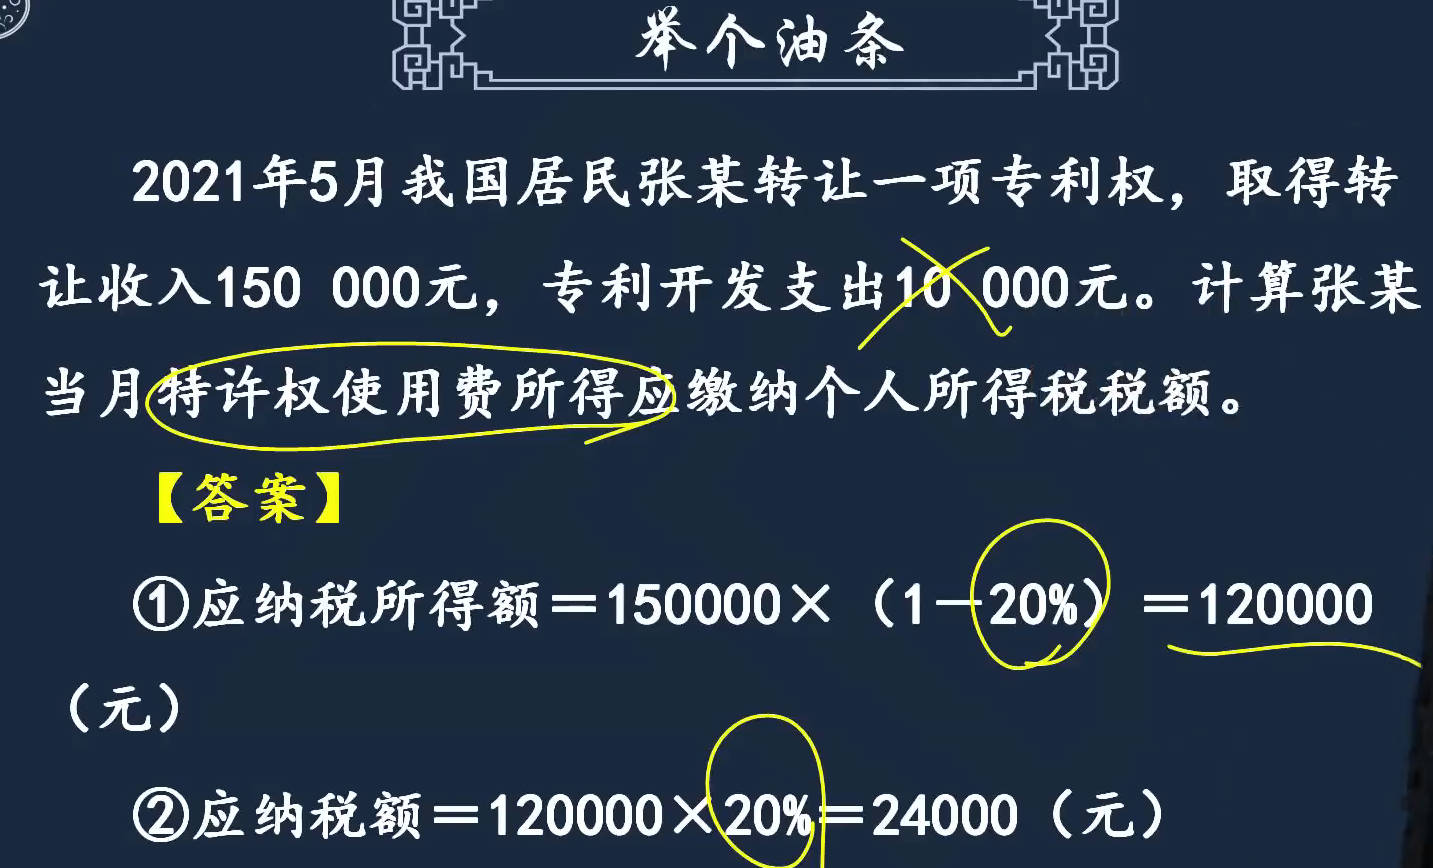 举个油条
2021年5月我国居民张某转让一项专利权，取得转
让收入150 000元，专利开发支出10 000元。计算张某
当月特许权使用费所得应缴纳个人所得税税额。
【答案】
①应纳税所得额＝150000×（1－20%）＝120000
（元）
②应纳税额＝120000×20%＝24000（元）